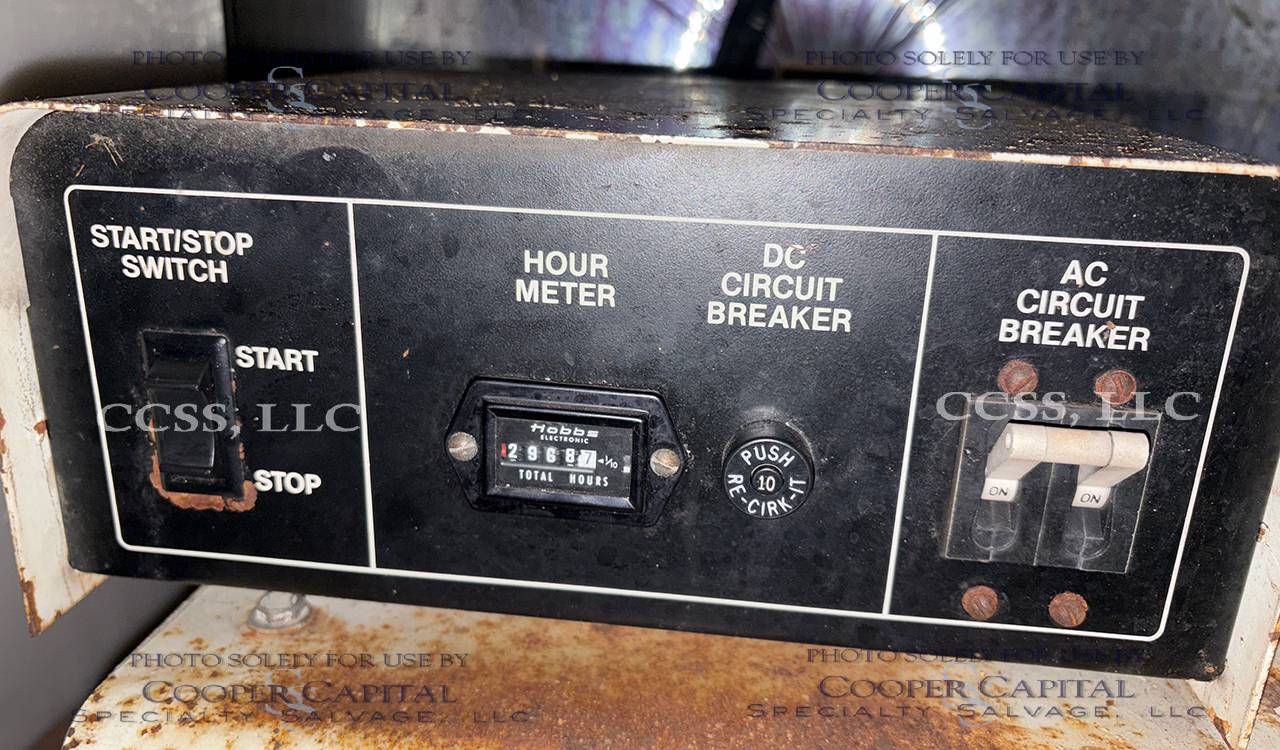 PHOTO SOLELY FOR USE BY
COOPER CAPITAL
SPECIALTY SALVAGE, LLC
PHOTO SOLELY FOR USE BY
COOPER CAPITAL
SPECIALTY SALVAGE, LLC
START/STOP
SWITCH
START
STOP
HOUR
METER
Hobbs
ELECTRONIC
29687
1/10
TOTAL HOURS
DC
CIRCUIT
BREAKER
PUSH
10
RE-CIRK-IT
AC
CIRCUIT
BREAKER
ON
ON
CCSS, LLC
CCSS, LLC
PHOTO SOLELY FOR USE BY
COOPER CAPITAL
SPECIALTY SALVAGE, LLC
PHOTO SOLELY FOR USE BY
COOPER CAPITAL
SPECIALTY SALVAGE, LLC